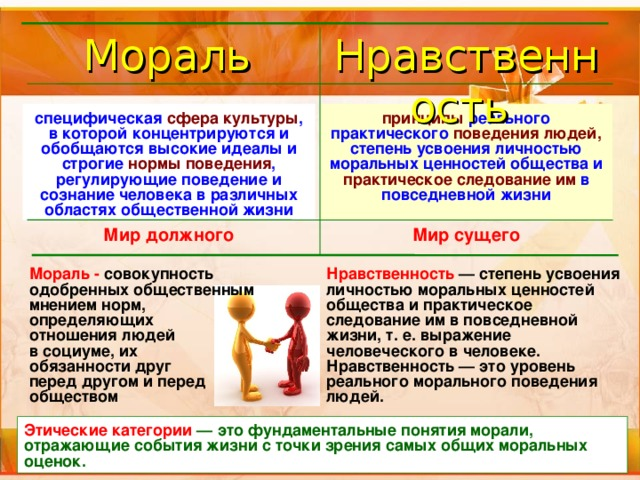 Мораль
Нравственн
ость
специфическая сфера культуры,
в которой концентрируются и
обобщаются высокие идеалы и
строгие нормы поведения,
регулирующие поведение и
сознание человека в различных
областях общественной жизни
принципы реального
практического поведения людей,
степень усвоения личностью
моральных ценностей общества и
практическое следование им в
повседневной жизни
Мир должного
Мир сущего
Мораль - совокупность
одобренных общественным
мнением норм,
определяющих
отношения людей
в социуме, их
обязанности друг
перед другом и перед
обществом
Нравственность — степень усвоения
личностью моральных ценностей
общества и практическое
следование им в повседневной
жизни, т. е. выражение
человеческого в человеке.
Нравственность — это уровень
реального морального поведения
людей.
Этические категории — это фундаментальные понятия морали,
отражающие события жизни с точки зрения самых общих моральных
оценок.